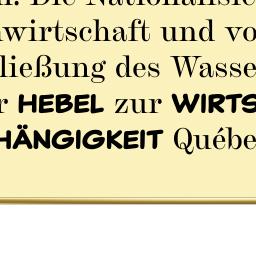 n. Die Nationalisie
wirtschaft und vo
ließung des Wasse
r HEBEL zur WIRTS
HÄNGIGKEIT Québe